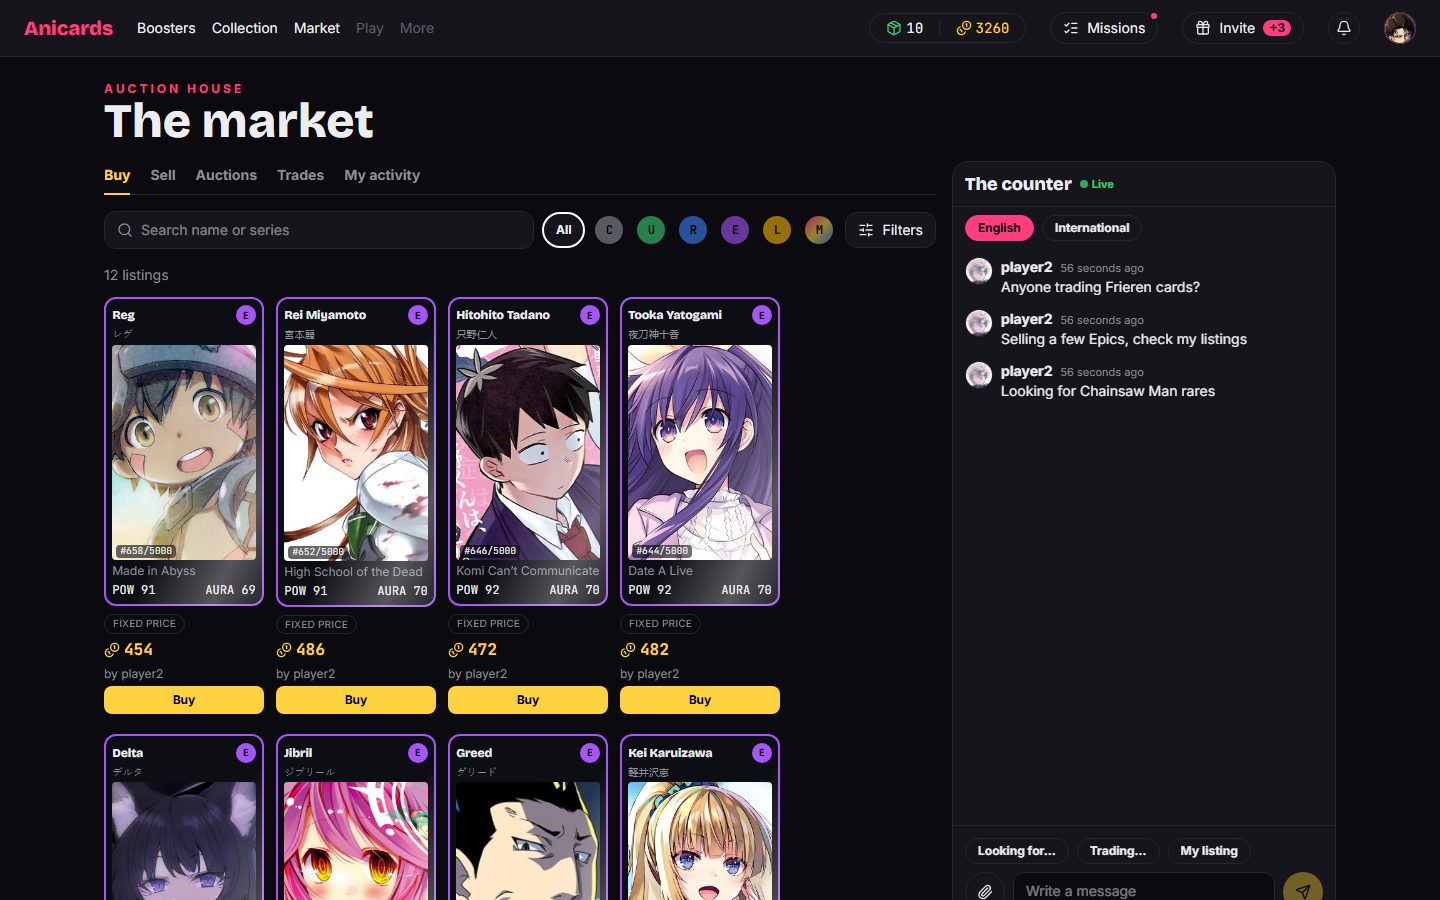 Anicards Boosters Collection Market Play More 10 3260 Missions Invite +3
AUCTION HOUSE
The market
Buy Sell Auctions Trades My activity
Search name or series All C U R E L M Filters
12 listings
Reg E
レグ
#658/5000
Made in Abyss
POW 91 AURA 69
FIXED PRICE
454
by player2
Buy
Rei Miyamoto E
宮本麗
#652/5000
High School of the Dead
POW 91 AURA 70
FIXED PRICE
486
by player2
Buy
Hitohito Tadano E
只野仁人
#646/5000
Komi Can't Communicate
POW 92 AURA 70
FIXED PRICE
472
by player2
Buy
Tooka Yatogami E
夜刀神十香
#644/5000
Date A Live
POW 92 AURA 70
FIXED PRICE
482
by player2
Buy
Delta E
デルタ
Jibril E
ジブリール
Greed E
グリード
Kei Karuizawa E
軽井沢恵
The counter Live
English International
player2 56 seconds ago
Anyone trading Frieren cards?
player2 56 seconds ago
Selling a few Epics, check my listings
player2 56 seconds ago
Looking for Chainsaw Man rares
Looking for... Trading... My listing
Write a message